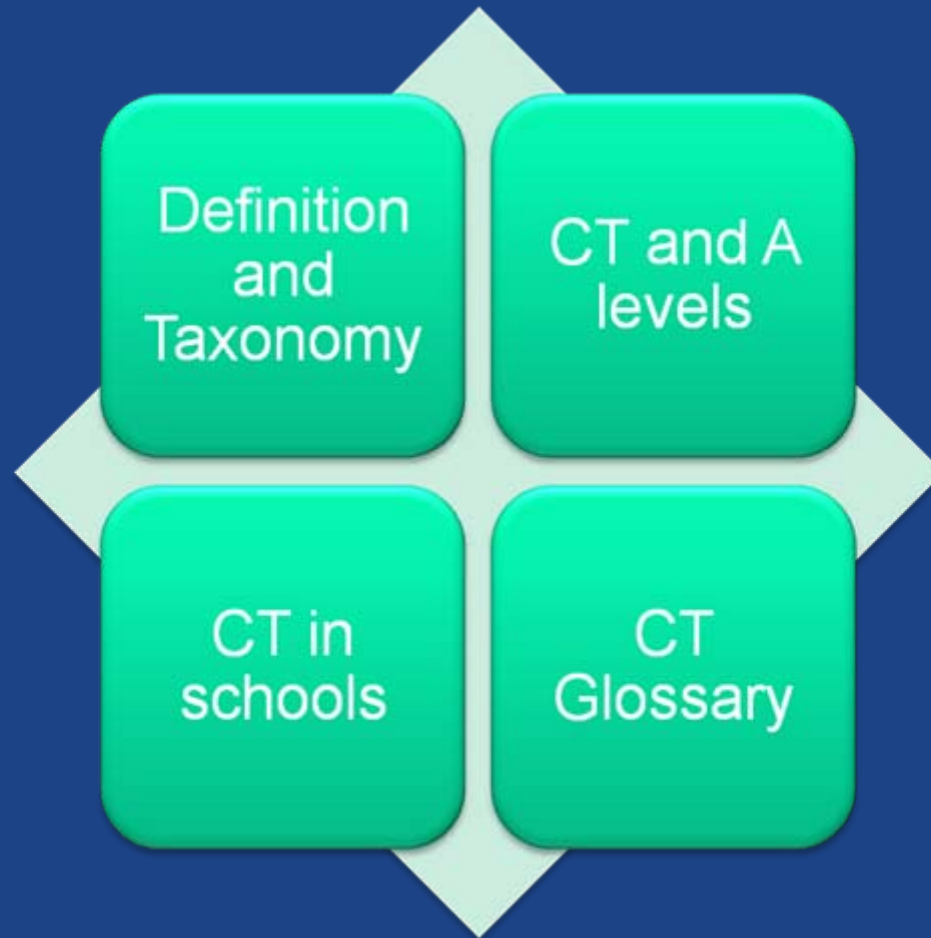 Definition
and
Taxonomy
CT and A
levels
CT in
schools
CT
Glossary